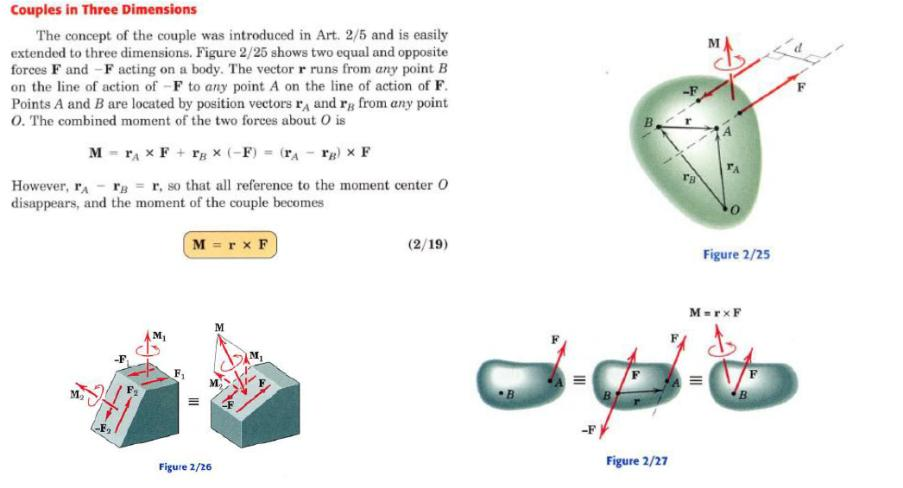 Couples in Three Dimensions
The concept of the couple was introduced in Art. 2/5 and is easily
extended to three dimensions. Figure 2/25 shows two equal and opposite
forces F and −F acting on a body. The vector r runs from any point B
on the line of action of −F to any point A on the line of action of F.
Points A and B are located by position vectors r_A and r_B from any point
O. The combined moment of the two forces about O is
M = r_A × F + r_B × (−F) = (r_A − r_B) × F
However, r_A − r_B = r, so that all reference to the moment center O
disappears, and the moment of the couple becomes
M = r × F (2/19)
M
d
−F
F
B
r
A
r_A
r_B
O
Figure 2/25
M₁
−F₁
F₁
M₂
F₂
−F₂
≡
M
M₁
M₂
F
−F
Figure 2/26
F
A
B
≡
F
F
B
A
r
−F
≡
M = r × F
F
B
Figure 2/27